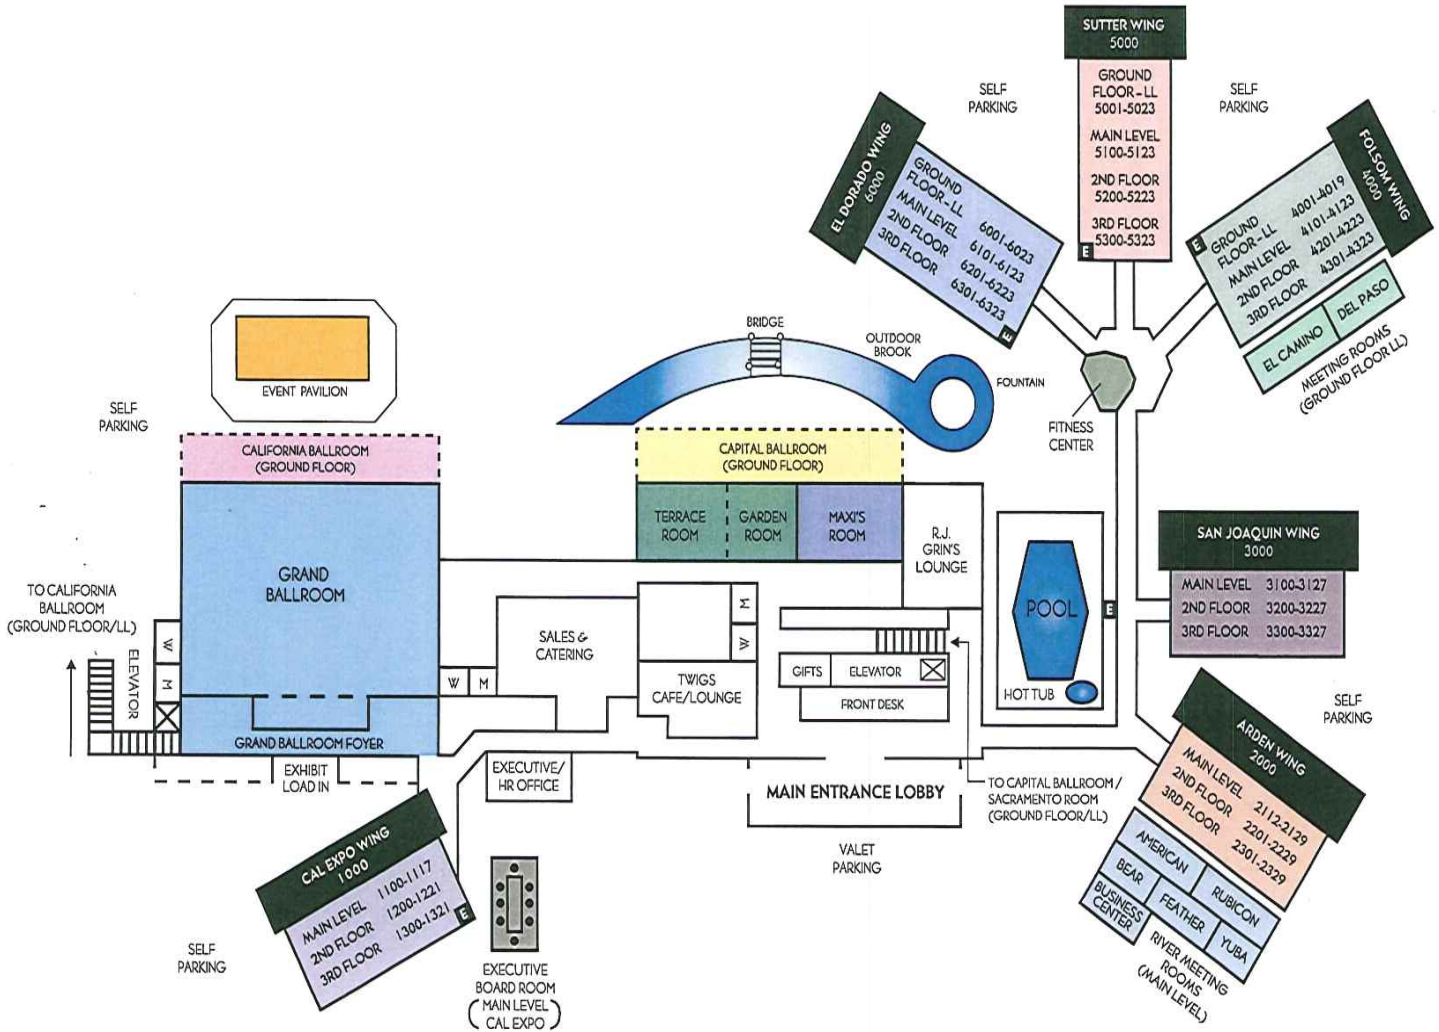 SUTTER WING
5000
GROUND
FLOOR - LL
5001-5023
MAIN LEVEL
5100-5123
2ND FLOOR
5200-5223
3RD FLOOR
5300-5323
E
SELF
PARKING
SELF
PARKING
EL DORADO WING
6000
GROUND
FLOOR - LL 6001-6023
MAIN LEVEL 6101-6123
2ND FLOOR 6201-6223
3RD FLOOR 6301-6323
E
FOLSOM WING
4000
E
GROUND
FLOOR - LL 4001-4019
MAIN LEVEL 4101-4123
2ND FLOOR 4201-4223
3RD FLOOR 4301-4323
EL CAMINO
DEL PASO
MEETING ROOMS
(GROUND FLOOR LL)
BRIDGE
OUTDOOR
BROOK
FOUNTAIN
FITNESS
CENTER
EVENT PAVILION
SELF
PARKING
CALIFORNIA BALLROOM
(GROUND FLOOR)
CAPITAL BALLROOM
(GROUND FLOOR)
TERRACE
ROOM
GARDEN
ROOM
MAXI'S
ROOM
R.J.
GRIN'S
LOUNGE
GRAND
BALLROOM
TO CALIFORNIA
BALLROOM
(GROUND FLOOR/LL)
ELEVATOR
W
M
POOL
HOT TUB
E
SAN JOAQUIN WING
3000
MAIN LEVEL 3100-3127
2ND FLOOR 3200-3227
3RD FLOOR 3300-3327
SALES &
CATERING
M
W
W
M
TWIGS
CAFE/LOUNGE
GIFTS
ELEVATOR
FRONT DESK
GRAND BALLROOM FOYER
EXHIBIT
LOAD IN
EXECUTIVE/
HR OFFICE
MAIN ENTRANCE LOBBY
TO CAPITAL BALLROOM/
SACRAMENTO ROOM
(GROUND FLOOR/LL)
VALET
PARKING
SELF
PARKING
ARDEN WING
2000
MAIN LEVEL 2112-2129
2ND FLOOR 2201-2229
3RD FLOOR 2301-2329
AMERICAN
RUBICON
BEAR
FEATHER
YUBA
BUSINESS
CENTER
RIVER MEETING
ROOMS
(MAIN LEVEL)
CAL EXPO WING
1000
MAIN LEVEL 1100-1117
2ND FLOOR 1200-1221
3RD FLOOR 1300-1321
E
SELF
PARKING
EXECUTIVE
BOARD ROOM
(MAIN LEVEL
CAL EXPO)